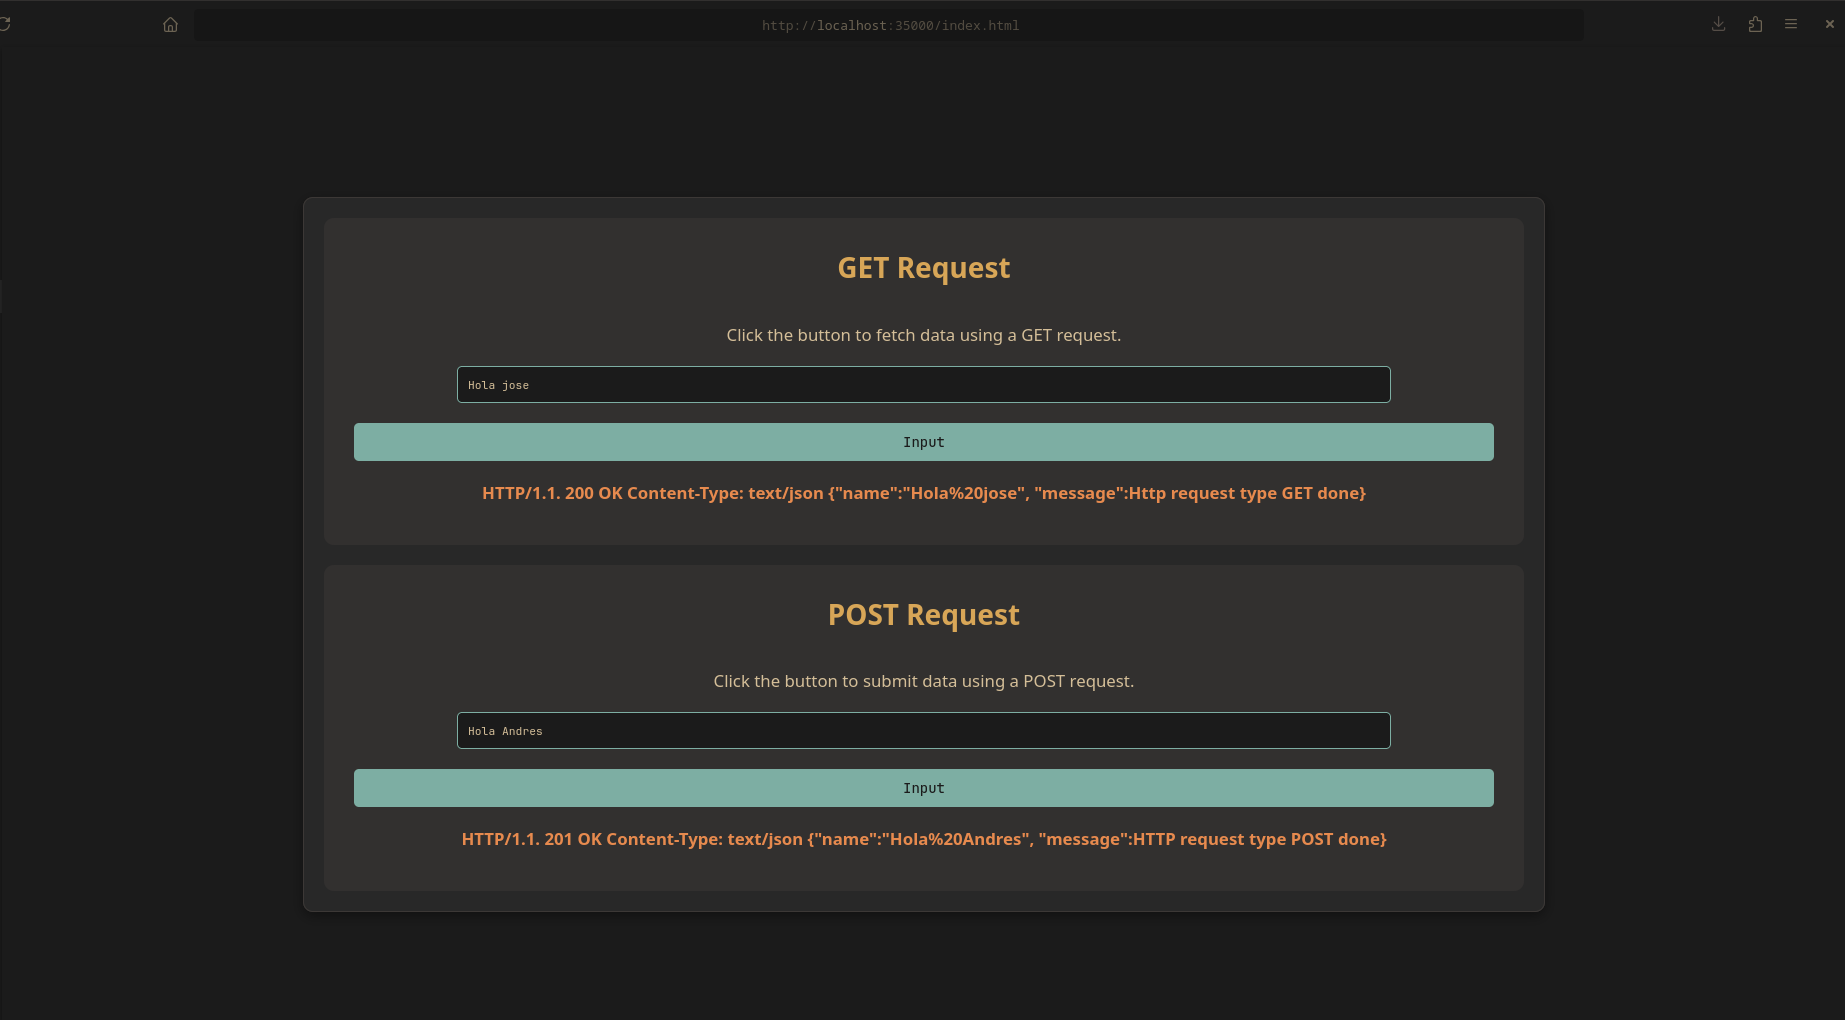 http://localhost:35000/index.html
GET Request
Click the button to fetch data using a GET request.
Hola jose
Input
HTTP/1.1. 200 OK Content-Type: text/json {"name":"Hola%20jose", "message":Http request type GET done}
POST Request
Click the button to submit data using a POST request.
Hola Andres
Input
HTTP/1.1. 201 OK Content-Type: text/json {"name":"Hola%20Andres", "message":HTTP request type POST done}